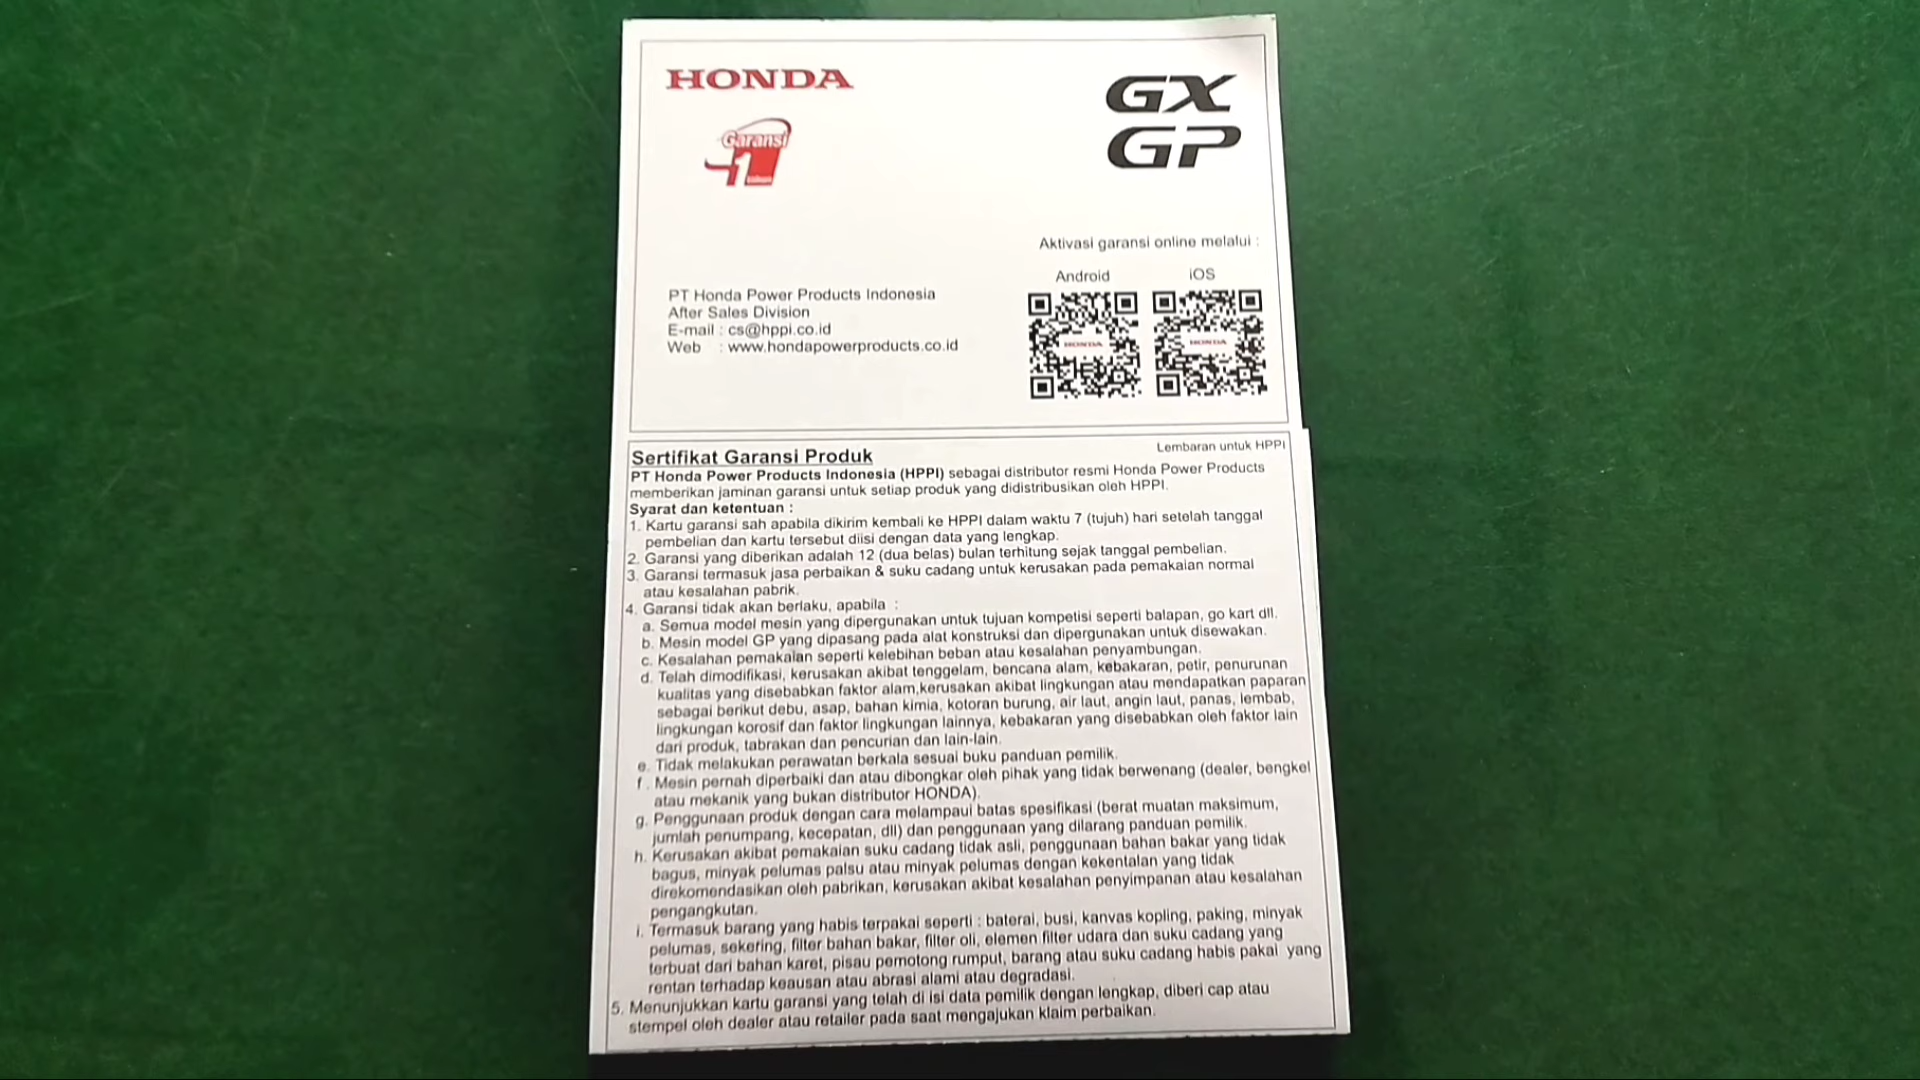 HONDA
GX
GP
Garansi
1
Aktivasi garansi online melalui :
Android
iOS
PT Honda Power Products Indonesia
After Sales Division
E-mail : cs@hppi.co.id
Web : www.hondapowerproducts.co.id
HONDA
HONDA
Lembaran untuk HPPI
Sertifikat Garansi Produk
PT Honda Power Products Indonesia (HPPI) sebagai distributor resmi Honda Power Products
memberikan jaminan garansi untuk setiap produk yang didistribusikan oleh HPPI.
Syarat dan ketentuan :
1. Kartu garansi sah apabila dikirim kembali ke HPPI dalam waktu 7 (tujuh) hari setelah tanggal
pembelian dan kartu tersebut diisi dengan data yang lengkap.
2. Garansi yang diberikan adalah 12 (dua belas) bulan terhitung sejak tanggal pembelian.
3. Garansi termasuk jasa perbaikan & suku cadang untuk kerusakan pada pemakaian normal
atau kesalahan pabrik.
4. Garansi tidak akan berlaku, apabila :
a. Semua model mesin yang dipergunakan untuk tujuan kompetisi seperti balapan, go kart dll.
b. Mesin model GP yang dipasang pada alat konstruksi dan dipergunakan untuk disewakan.
c. Kesalahan pemakaian seperti kelebihan beban atau kesalahan penyambungan.
d. Telah dimodifikasi, kerusakan akibat tenggelam, bencana alam, kebakaran, petir, penurunan
kualitas yang disebabkan faktor alam,kerusakan akibat lingkungan atau mendapatkan paparan
sebagai berikut debu, asap, bahan kimia, kotoran burung, air laut, angin laut, panas, lembab,
lingkungan korosif dan faktor lingkungan lainnya, kebakaran yang disebabkan oleh faktor lain
dari produk, tabrakan dan pencurian dan lain-lain.
e. Tidak melakukan perawatan berkala sesuai buku panduan pemilik.
f. Mesin pernah diperbaiki dan atau dibongkar oleh pihak yang tidak berwenang (dealer, bengkel
atau mekanik yang bukan distributor HONDA).
g. Penggunaan produk dengan cara melampaui batas spesifikasi (berat muatan maksimum,
jumlah penumpang, kecepatan, dll) dan penggunaan yang dilarang panduan pemilik.
h. Kerusakan akibat pemakaian suku cadang tidak asli, penggunaan bahan bakar yang tidak
bagus, minyak pelumas palsu atau minyak pelumas dengan kekentalan yang tidak
direkomendasikan oleh pabrikan, kerusakan akibat kesalahan penyimpanan atau kesalahan
pengangkutan.
i. Termasuk barang yang habis terpakai seperti : baterai, busi, kanvas kopling, paking, minyak
pelumas, sekering, filter bahan bakar, filter oli, elemen filter udara dan suku cadang yang
terbuat dari bahan karet, pisau pemotong rumput, barang atau suku cadang habis pakai yang
rentan terhadap keausan atau abrasi alami atau degradasi.
5. Menunjukkan kartu garansi yang telah di isi data pemilik dengan lengkap, diberi cap atau
stempel oleh dealer atau retailer pada saat mengajukan klaim perbaikan.